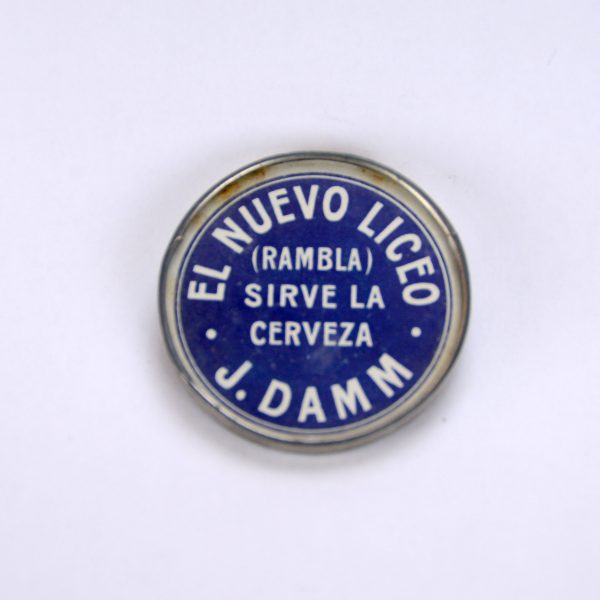 EL NUEVO LICEO
(RAMBLA)
SIRVE LA
CERVEZA
J. DAMM